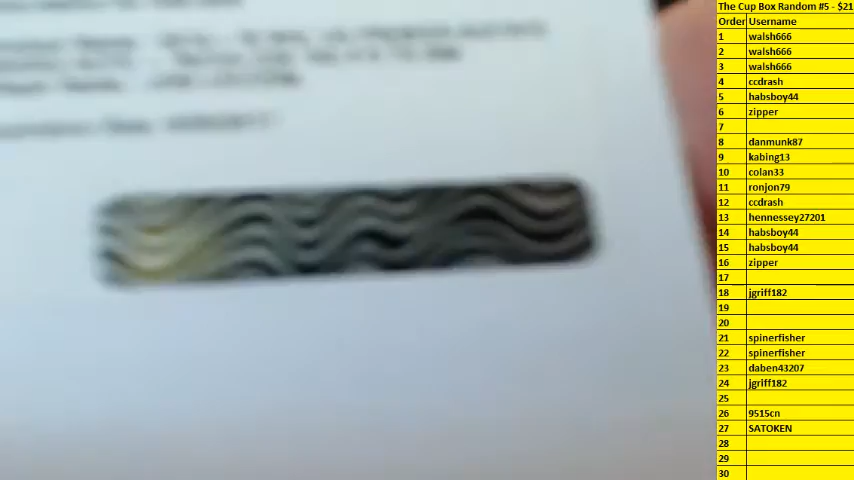 The Cup Box Random #5 - $21
Order Username
1 walsh666
2 walsh666
3 walsh666
4 ccdrash
5 habsboy44
6 zipper
7
8 danmunk87
9 kabing13
10 colan33
11 ronjon79
12 ccdrash
13 hennessey27201
14 habsboy44
15 habsboy44
16 zipper
17
18 jgriff182
19
20
21 spinerfisher
22 spinerfisher
23 daben43207
24 jgriff182
25
26 9515cn
27 SATOKEN
28
29
30